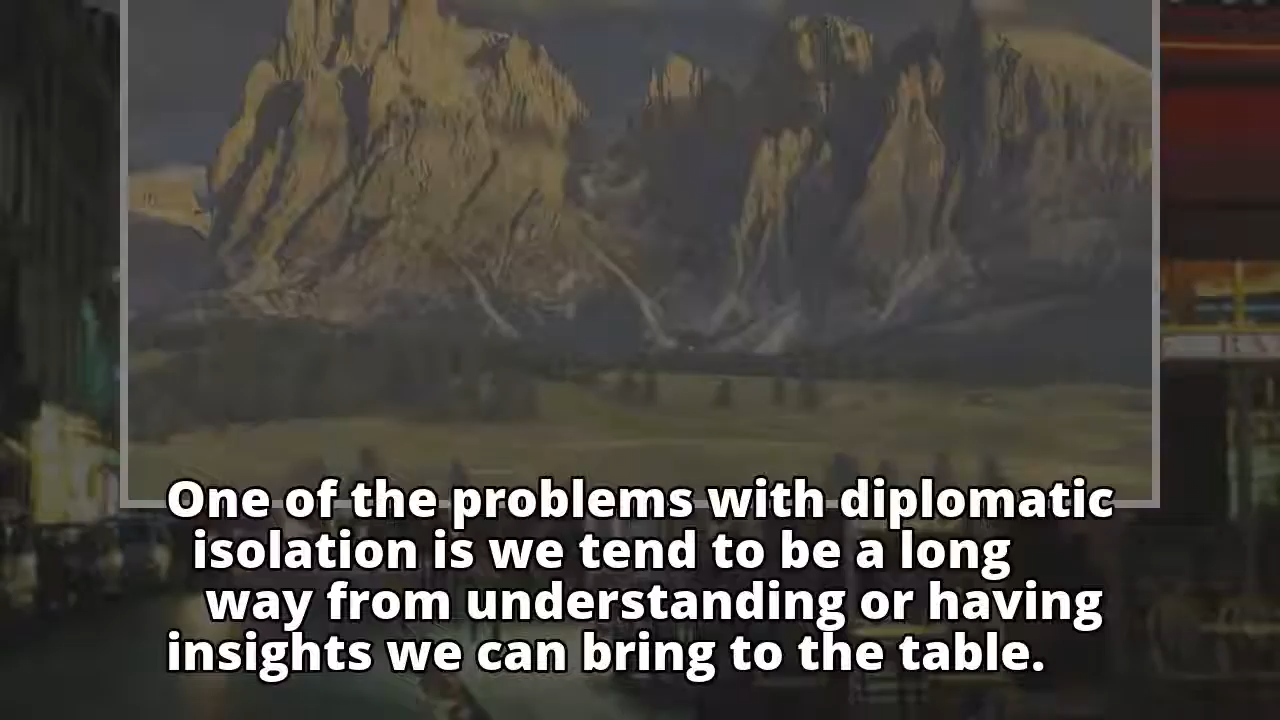 One of the problems with diplomatic
isolation is we tend to be a long
way from understanding or having
insights we can bring to the table.